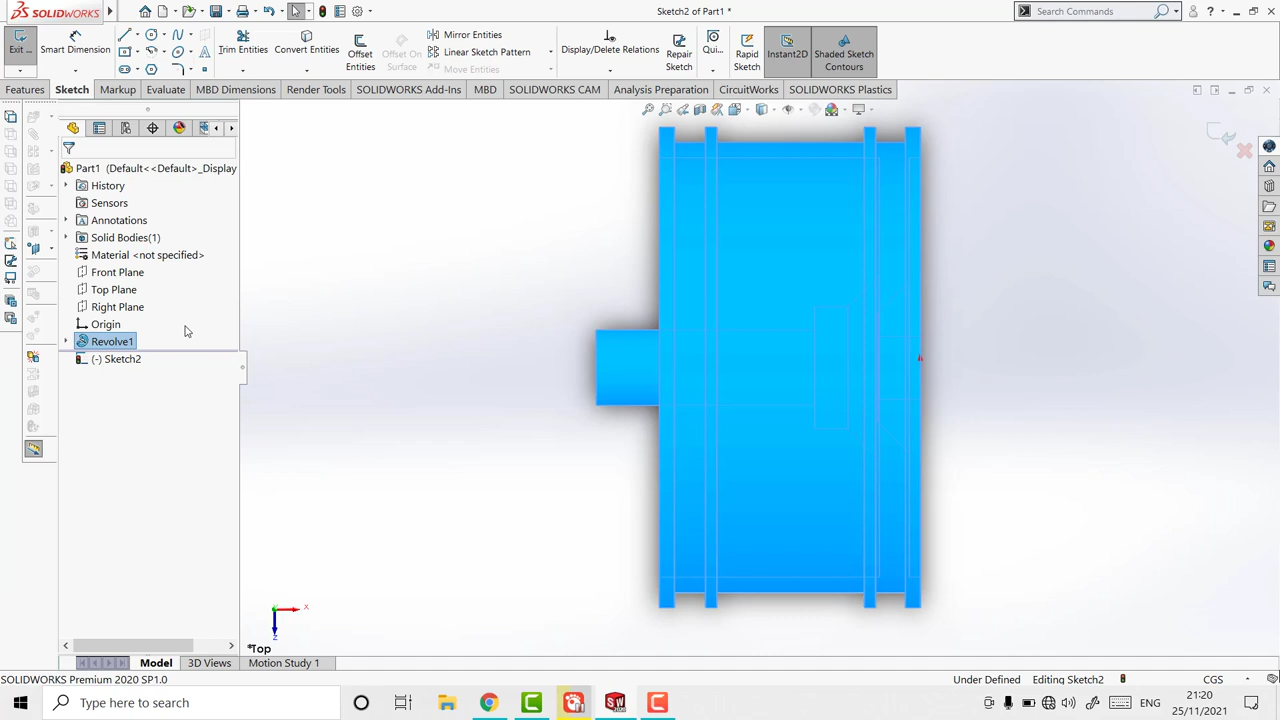 SOLIDWORKS
Sketch2 of Part1 *
Search Commands
Exit ...
Smart Dimension
Trim Entities
Convert Entities
Offset Entities
Offset On Surface
Mirror Entities
Linear Sketch Pattern
Move Entities
Display/Delete Relations
Repair Sketch
Qui...
Rapid Sketch
Instant2D
Shaded Sketch Contours
Features
Sketch
Markup
Evaluate
MBD Dimensions
Render Tools
SOLIDWORKS Add-Ins
MBD
SOLIDWORKS CAM
Analysis Preparation
CircuitWorks
SOLIDWORKS Plastics
Part1 (Default<<Default>_Display
History
Sensors
Annotations
Solid Bodies(1)
Material <not specified>
Front Plane
Top Plane
Right Plane
Origin
Revolve1
(-) Sketch2
X
Z
*Top
Model
3D Views
Motion Study 1
SOLIDWORKS Premium 2020 SP1.0
Under Defined
Editing Sketch2
CGS
Type here to search
ENG
21:20
25/11/2021